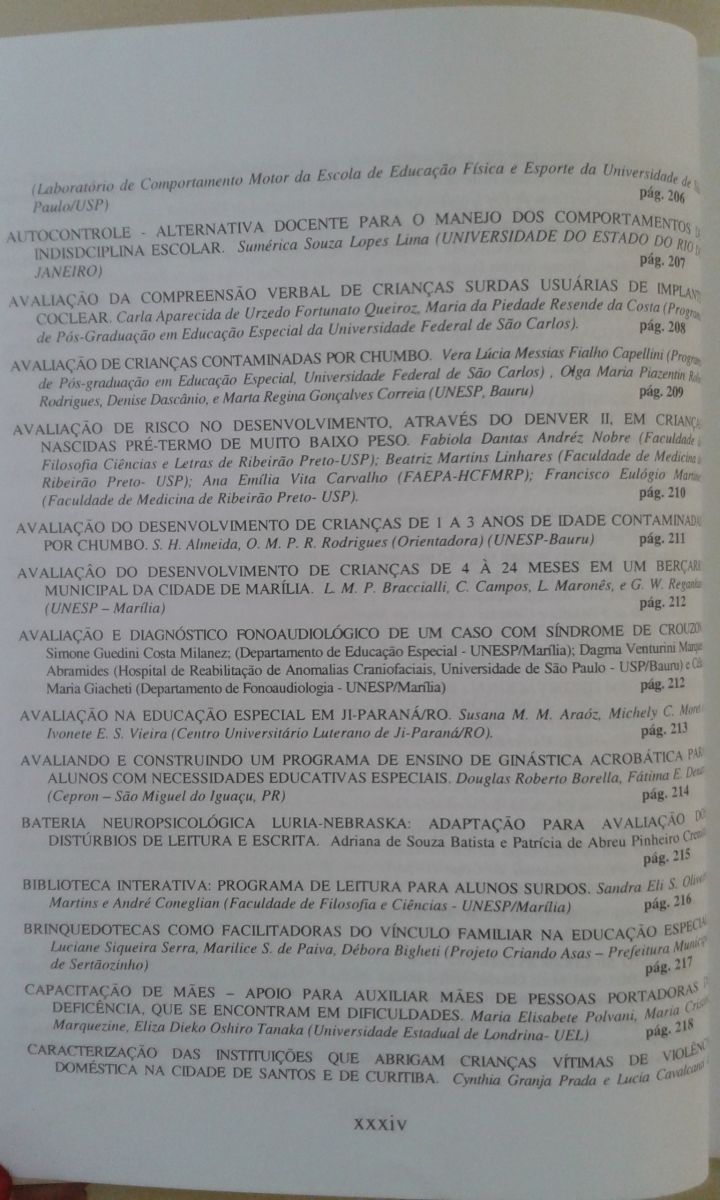 (Laboratório de Comportamento Motor da Escola de Educação Física e Esporte da Universidade de
Paulo/USP) pág. 206
AUTOCONTROLE - ALTERNATIVA DOCENTE PARA O MANEJO DOS COMPORTAMENTOS
INDISDCIPLINA ESCOLAR. Sumérica Souza Lopes Lima (UNIVERSIDADE DO ESTADO DO RIO
JANEIRO) pág. 207
AVALIAÇÃO DA COMPREENSÃO VERBAL DE CRIANÇAS SURDAS USUÁRIAS DE IMPLANT
COCLEAR. Carla Aparecida de Urzedo Fortunato Queiroz, Maria da Piedade Resende da Costa (Program
de Pós-Graduação em Educação Especial da Universidade Federal de São Carlos). pág. 208
AVALIAÇÃO DE CRIANÇAS CONTAMINADAS POR CHUMBO. Vera Lúcia Messias Fialho Capellini (Program
de Pós-graduação em Educação Especial, Universidade Federal de São Carlos) , Olga Maria Piazentin
Rodrigues, Denise Dascânio, e Marta Regina Gonçalves Correia (UNESP, Bauru) pág. 209
AVALIAÇÃO DE RISCO NO DESENVOLVIMENTO, ATRAVÉS DO DENVER II, EM CRIANÇ
NASCIDAS PRÉ-TERMO DE MUITO BAIXO PESO. Fabiola Dantas Andréz Nobre (Faculdade
Filosofia Ciências e Letras de Ribeirão Preto-USP); Beatriz Martins Linhares (Faculdade de Medicina
Ribeirão Preto- USP); Ana Emília Vita Carvalho (FAEPA-HCFMRP); Francisco Eulógio Martine
(Faculdade de Medicina de Ribeirão Preto- USP). pág. 210
AVALIAÇÃO DO DESENVOLVIMENTO DE CRIANÇAS DE 1 A 3 ANOS DE IDADE CONTAMINADA
POR CHUMBO. S. H. Almeida, O. M. P. R. Rodrigues (Orientadora) (UNESP-Bauru) pág. 211
AVALIAÇÃO DO DESENVOLVIMENTO DE CRIANÇAS DE 4 À 24 MESES EM UM BERÇÁRI
MUNICIPAL DA CIDADE DE MARÍLIA. L. M. P. Braccialli, C. Campos, L. Maronês, e G. W. Reganhan
(UNESP – Marília) pág. 212
AVALIAÇÃO E DIAGNÓSTICO FONOAUDIOLÓGICO DE UM CASO COM SÍNDROME DE CROUZON
Simone Guedini Costa Milanez; (Departamento de Educação Especial - UNESP/Marília); Dagma Venturini Marque
Abramides (Hospital de Reabilitação de Anomalias Craniofaciais, Universidade de São Paulo - USP/Bauru) e
Maria Giacheti (Departamento de Fonoaudiologia - UNESP/Marília) pág. 212
AVALIAÇÃO NA EDUCAÇÃO ESPECIAL EM JI-PARANÁ/RO. Susana M. M. Araóz, Michely C.
Ivonete E. S. Vieira (Centro Universitário Luterano de Ji-Paraná/RO). pág. 213
AVALIANDO E CONSTRUINDO UM PROGRAMA DE ENSINO DE GINÁSTICA ACROBÁTICA PAR
ALUNOS COM NECESSIDADES EDUCATIVAS ESPECIAIS. Douglas Roberto Borella, Fátima E.
(Cepron – São Miguel do Iguaçu, PR) pág. 214
BATERIA NEUROPSICOLÓGICA LURIA-NEBRASKA: ADAPTAÇÃO PARA AVALIAÇÃO DO
DISTÚRBIOS DE LEITURA E ESCRITA. Adriana de Souza Batista e Patrícia de Abreu Pinheiro
pág. 215
BIBLIOTECA INTERATIVA: PROGRAMA DE LEITURA PARA ALUNOS SURDOS. Sandra Eli S. Olive
Martins e André Coneglian (Faculdade de Filosofia e Ciências - UNESP/Marília) pág. 216
BRINQUEDOTECAS COMO FACILITADORAS DO VÍNCULO FAMILIAR NA EDUCAÇÃO ESPECIAL
Luciane Siqueira Serra, Marilice S. de Paiva, Débora Bigheti (Projeto Criando Asas – Prefeitura Municip
de Sertãozinho) pág. 217
CAPACITAÇÃO DE MÃES – APOIO PARA AUXILIAR MÃES DE PESSOAS PORTADORAS
DEFICÊNCIA, QUE SE ENCONTRAM EM DIFICULDADES. Maria Elisabete Polvani, Maria
Marquezine, Eliza Dieko Oshiro Tanaka (Universidade Estadual de Londrina- UEL) pág. 218
CARACTERIZAÇÃO DAS INSTITUIÇÕES QUE ABRIGAM CRIANÇAS VÍTIMAS DE VIOLÊNC
DOMÉSTICA NA CIDADE DE SANTOS E DE CURITIBA. Cynthia Granja Prada e Lucia Cavalcan
xxxiv